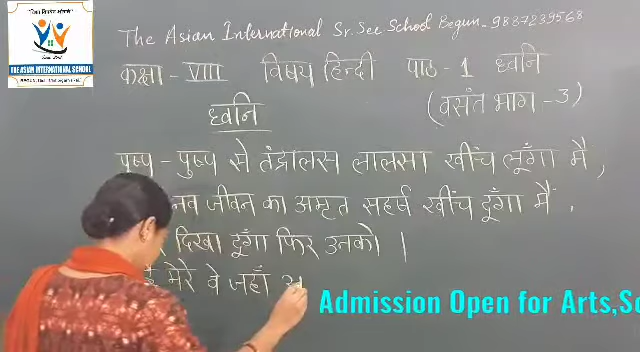 THE ASIAN INTERNATIONAL SCHOOL
The Asian International Sr. Sec School Begun - 9887239568
कक्षा - VIII विषय हिन्दी पाठ - 1 ध्वनि
ध्वनि (वसंत भाग - 3)
पुष्प - पुष्प से तंद्रालस लालसा खींच लूँगा मैं,
नव जीवन का अमृत सहर्ष खींच दूँगा मैं.
दिखा दूँगा फिर उनको |
मेरे वे जहाँ
Admission Open for Arts,Sc